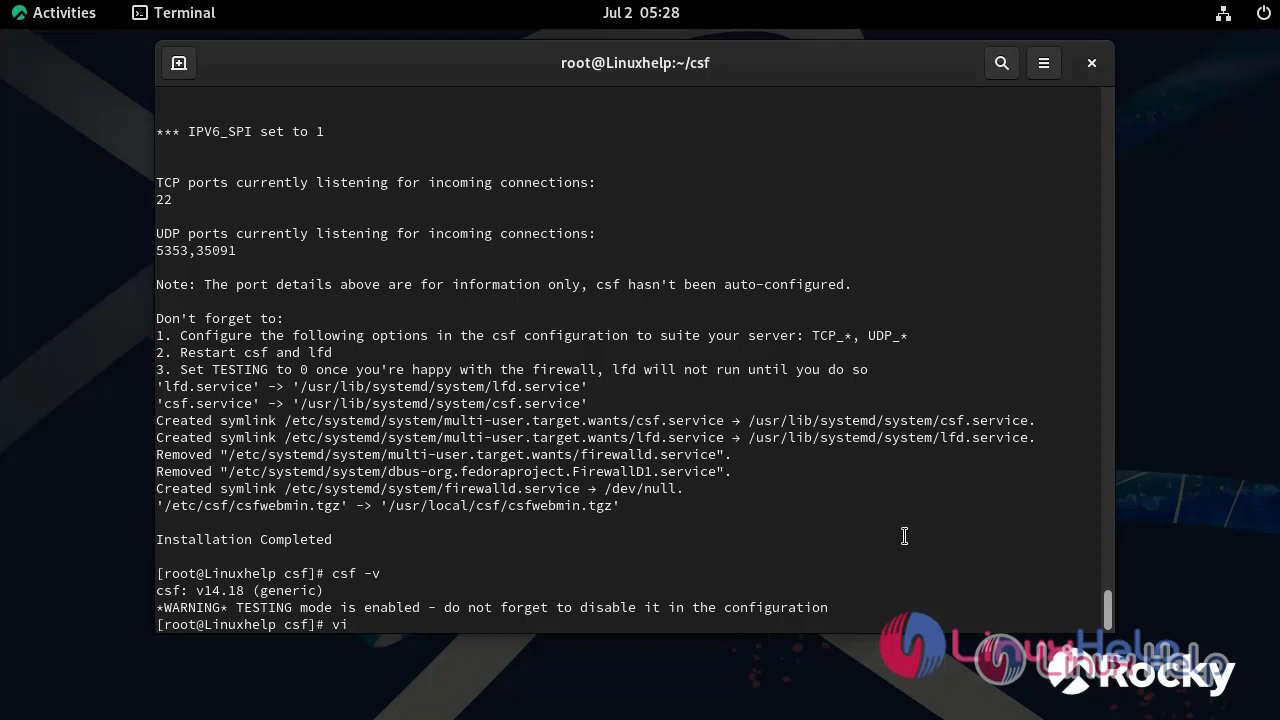 Activities
Terminal
Jul 2 05:28
root@Linuxhelp:~/csf
*** IPV6_SPI set to 1
TCP ports currently listening for incoming connections:
22
UDP ports currently listening for incoming connections:
5353,35091
Note: The port details above are for information only, csf hasn't been auto-configured.
Don't forget to:
1. Configure the following options in the csf configuration to suite your server: TCP_*, UDP_*
2. Restart csf and lfd
3. Set TESTING to 0 once you're happy with the firewall, lfd will not run until you do so
'lfd.service' -> '/usr/lib/systemd/system/lfd.service'
'csf.service' -> '/usr/lib/systemd/system/csf.service'
Created symlink /etc/systemd/system/multi-user.target.wants/csf.service → /usr/lib/systemd/system/csf.service.
Created symlink /etc/systemd/system/multi-user.target.wants/lfd.service → /usr/lib/systemd/system/lfd.service.
Removed "/etc/systemd/system/multi-user.target.wants/firewalld.service".
Removed "/etc/systemd/system/dbus-org.fedoraproject.FirewallD1.service".
Created symlink /etc/systemd/system/firewalld.service → /dev/null.
'/etc/csf/csfwebmin.tgz' -> '/usr/local/csf/csfwebmin.tgz'
Installation Completed
[root@Linuxhelp csf]# csf -v
csf: v14.18 (generic)
*WARNING* TESTING mode is enabled - do not forget to disable it in the configuration
[root@Linuxhelp csf]# vi
LinuxHelp
LinuxHelp
Rocky